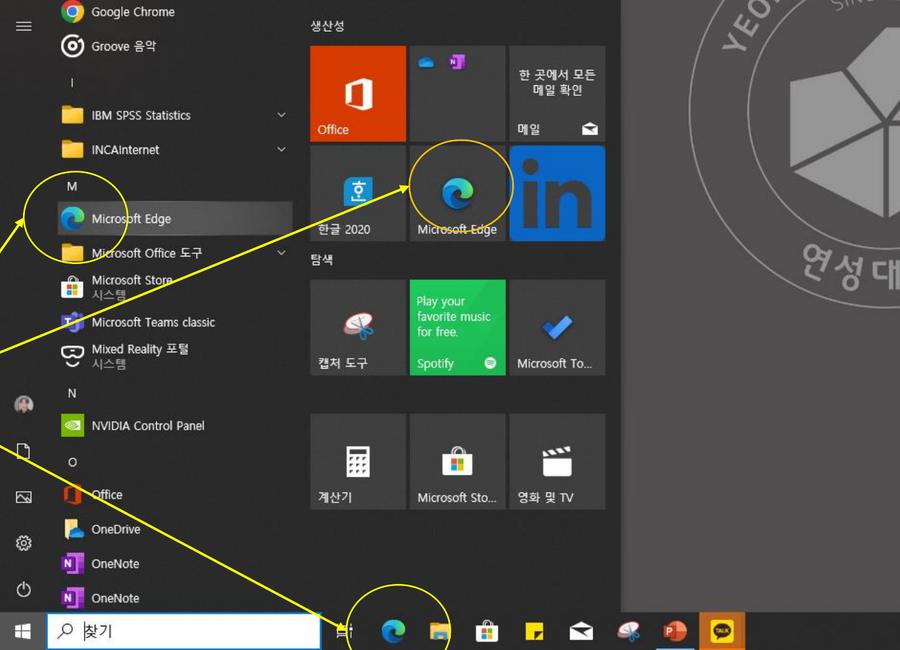 Google Chrome
Groove 음악
I
IBM SPSS Statistics
INCAInternet
M
Microsoft Edge
Microsoft Office 도구
Microsoft Store
시스템
Microsoft Teams classic
Mixed Reality 포털
시스템
N
NVIDIA Control Panel
O
Office
OneDrive
OneNote
OneNote
찾기
생산성
Office
한 곳에서 모든
메일 확인
메일
한글 2020
Microsoft Edge
in
탐색
캡처 도구
Play your
favorite music
for free.
Spotify
Microsoft To...
계산기
Microsoft Sto...
영화 및 TV
TALK
YEO
연성대